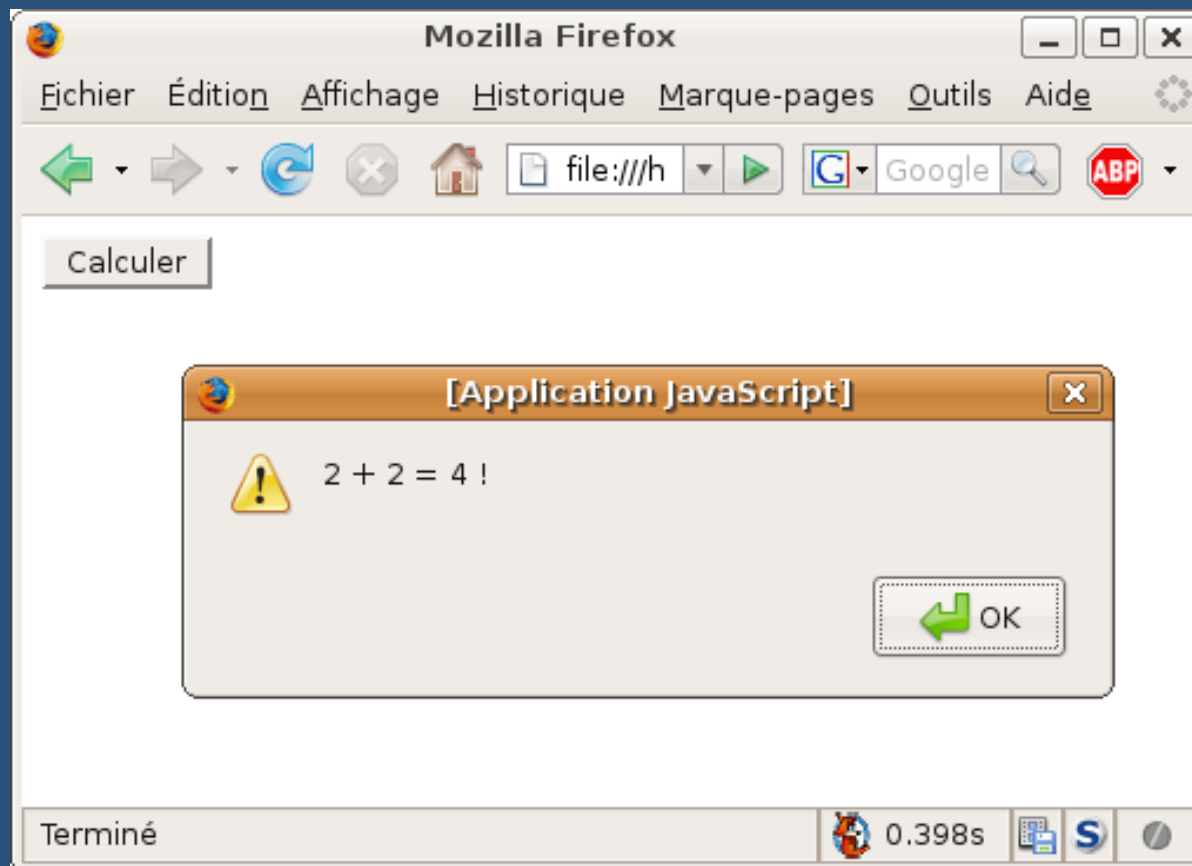 Mozilla Firefox
Fichier Édition Affichage Historique Marque-pages Outils Aide
file:///h G Google ABP
Calculer
[Application JavaScript]
2 + 2 = 4 !
OK
Terminé 0.398s S